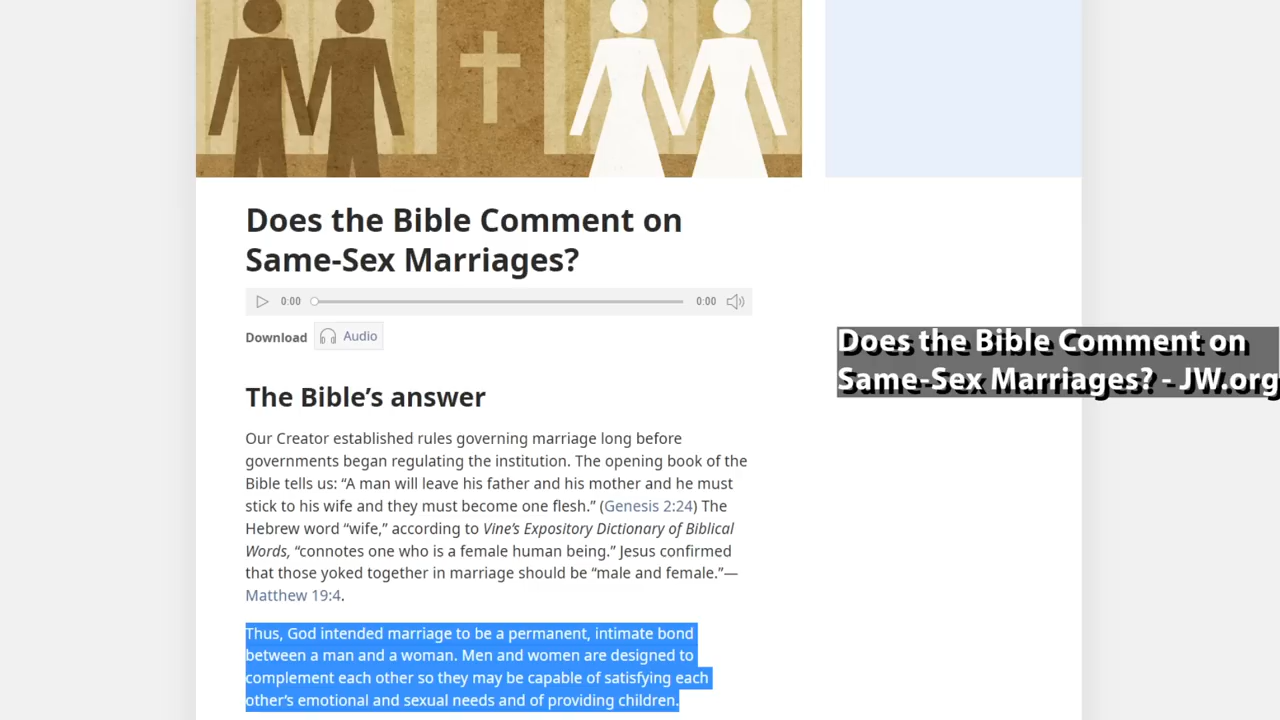 Does the Bible Comment on
Same-Sex Marriages?
0:00
0:00
Download
Audio
Does the Bible Comment on
Same-Sex Marriages? - JW.org
The Bible’s answer
Our Creator established rules governing marriage long before
governments began regulating the institution. The opening book of the
Bible tells us: “A man will leave his father and his mother and he must
stick to his wife and they must become one flesh.” (Genesis 2:24) The
Hebrew word “wife,” according to Vine’s Expository Dictionary of Biblical
Words, “connotes one who is a female human being.” Jesus confirmed
that those yoked together in marriage should be “male and female.”—
Matthew 19:4.
Thus, God intended marriage to be a permanent, intimate bond
between a man and a woman. Men and women are designed to
complement each other so they may be capable of satisfying each
other’s emotional and sexual needs and of providing children.